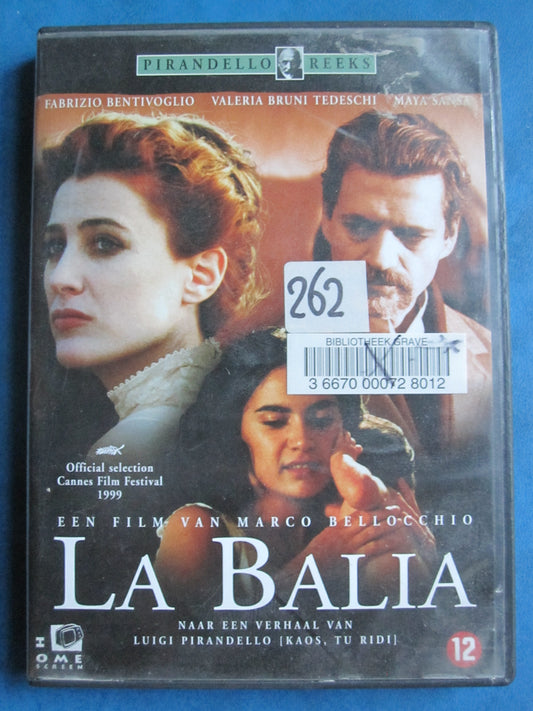 PIRANDELLO REEKS
FABRIZIO BENTIVOGLIO VALERIA BRUNI TEDESCHI MAYA SANSA
262
BIBLIOTHEEK GRAVE
3 6670 00072 8012
Official selection
Cannes Film Festival
1999
EEN FILM VAN MARCO BELLOCCHIO
LA BALIA
NAAR EEN VERHAAL VAN
LUIGI PIRANDELLO [KAOS, TU RIDI]
HOME
SCREEN
12